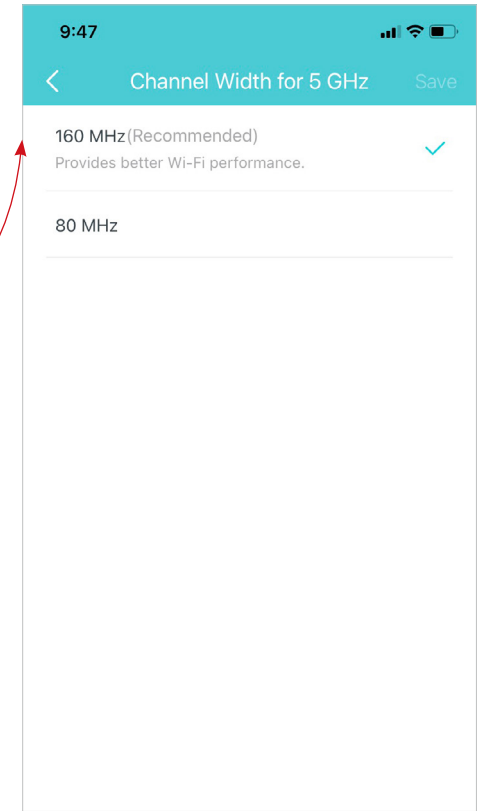 9:47
Channel Width for 5 GHz Save
160 MHz(Recommended)
Provides better Wi-Fi performance.
80 MHz